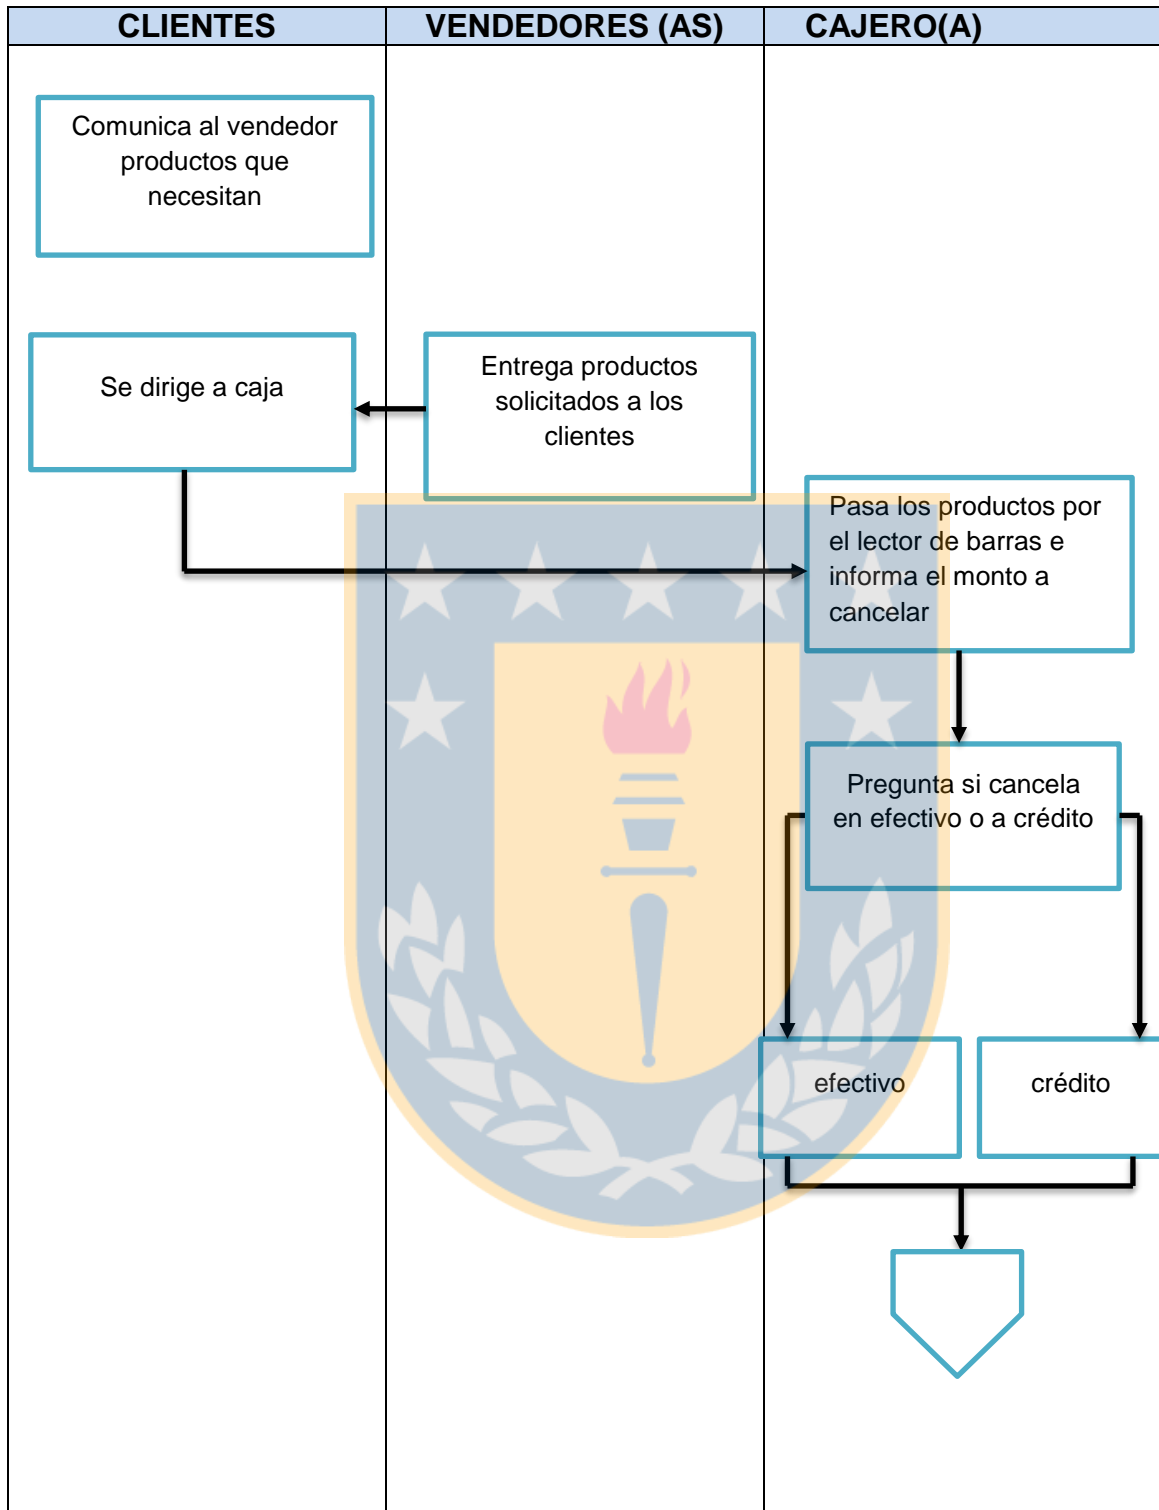 CLIENTES
VENDEDORES (AS)
CAJERO(A)
Comunica al vendedor
productos que
necesitan
Se dirige a caja
Entrega productos
solicitados a los
clientes
Pasa los productos por
el lector de barras e
informa el monto a
cancelar
Pregunta si cancela
en efectivo o a crédito
efectivo
crédito